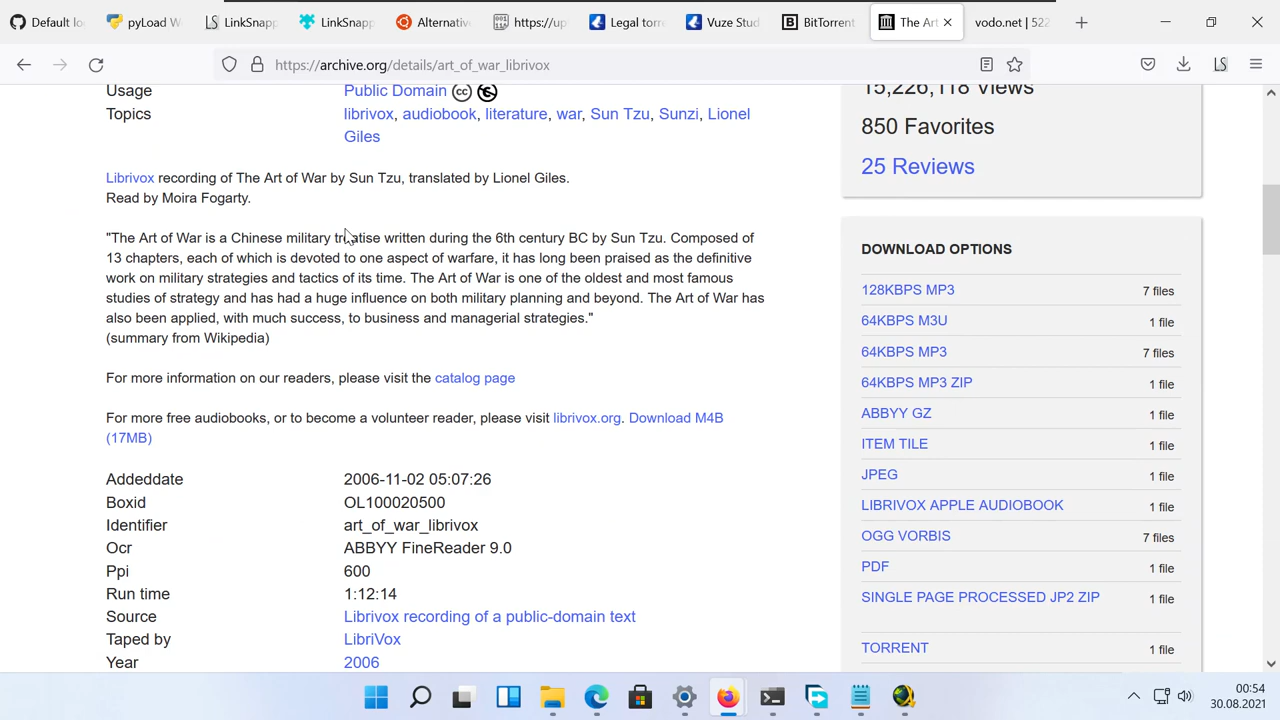 Default lo
pyLoad W
LinkSnapp
LinkSnapp
Alternative
https://up
Legal torre
Vuze Stud
BitTorrent
The Art
vodo.net | 522
https://archive.org/details/art_of_war_librivox
Usage Public Domain
Topics librivox, audiobook, literature, war, Sun Tzu, Sunzi, Lionel
Giles
Librivox recording of The Art of War by Sun Tzu, translated by Lionel Giles.
Read by Moira Fogarty.
"The Art of War is a Chinese military treatise written during the 6th century BC by Sun Tzu. Composed of
13 chapters, each of which is devoted to one aspect of warfare, it has long been praised as the definitive
work on military strategies and tactics of its time. The Art of War is one of the oldest and most famous
studies of strategy and has had a huge influence on both military planning and beyond. The Art of War has
also been applied, with much success, to business and managerial strategies."
(summary from Wikipedia)
For more information on our readers, please visit the catalog page
For more free audiobooks, or to become a volunteer reader, please visit librivox.org. Download M4B
(17MB)
Addeddate 2006-11-02 05:07:26
Boxid OL100020500
Identifier art_of_war_librivox
Ocr ABBYY FineReader 9.0
Ppi 600
Run time 1:12:14
Source Librivox recording of a public-domain text
Taped by LibriVox
Year 2006
15,226,118 Views
850 Favorites
25 Reviews
DOWNLOAD OPTIONS
128KBPS MP3 7 files
64KBPS M3U 1 file
64KBPS MP3 7 files
64KBPS MP3 ZIP 1 file
ABBYY GZ 1 file
ITEM TILE 1 file
JPEG 1 file
LIBRIVOX APPLE AUDIOBOOK 1 file
OGG VORBIS 7 files
PDF 1 file
SINGLE PAGE PROCESSED JP2 ZIP 1 file
TORRENT 1 file
00:54
30.08.2021